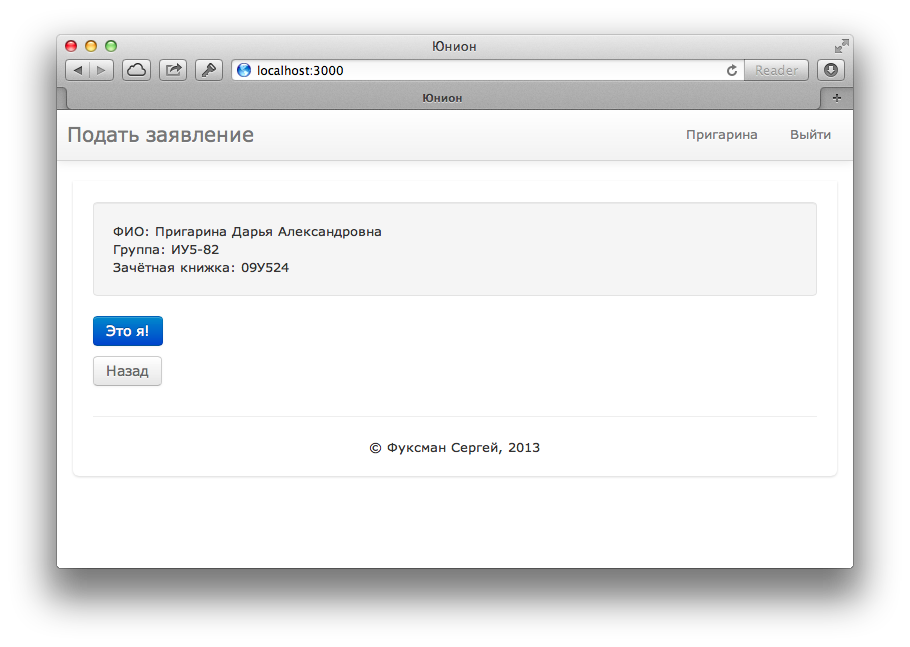 Юнион
localhost:3000
Reader
Юнион
Подать заявление
Пригарина
Выйти
ФИО: Пригарина Дарья Александровна
Группа: ИУ5-82
Зачётная книжка: 09У524
Это я!
Назад
© Фуксман Сергей, 2013